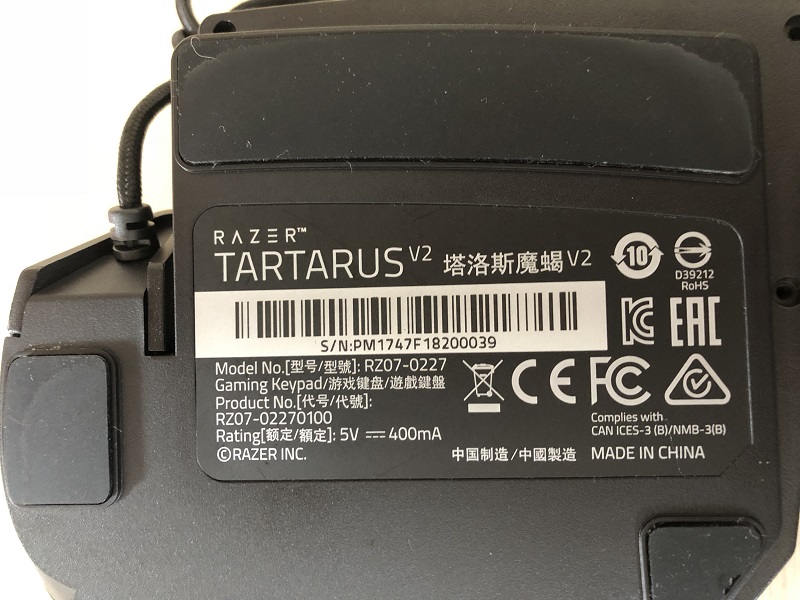 RAZER™
TARTARUS V2 塔洛斯魔蝎 V2
10
D39212
RoHS
S/N:PM1747F18200039
EAC
Model No.[型号/型號]: RZ07-0227
Gaming Keypad/游戏键盘/遊戲鍵盤
Product No.[代号/代號]:
RZ07-02270100
Rating[额定/額定]: 5V ⎓ 400mA
©RAZER INC.
CE FC
Complies with
CAN ICES-3 (B)/NMB-3(B)
中国制造/中國製造 MADE IN CHINA